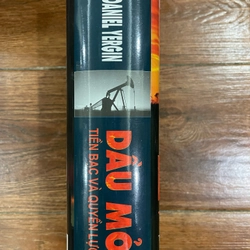 DANIEL YERGIN
DẦU MỎ
TIỀN BẠC VÀ QUYỀN LỰC